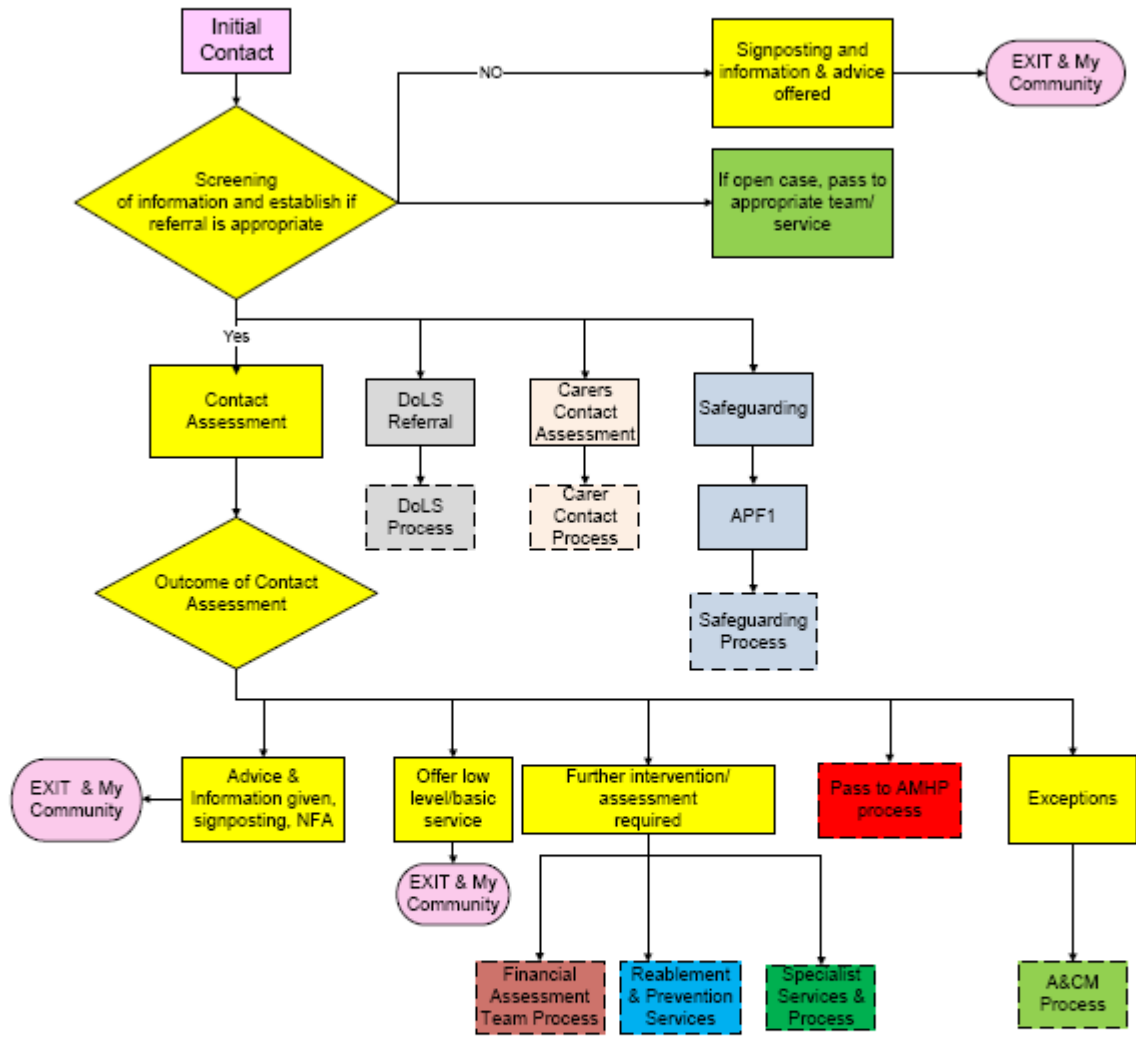 Initial
Contact
NO
Signposting and
information & advice
offered
EXIT & My
Community
Screening
of information and establish if
referral is appropriate
If open case, pass to
appropriate team/
service
Yes
Contact
Assessment
DoLS
Referral
Carers
Contact
Assessment
Safeguarding
DoLS
Process
Carer
Contact
Process
APF1
Outcome of Contact
Assessment
Safeguarding
Process
EXIT & My
Community
Advice &
Information given,
signposting, NFA
Offer low
level/basic
service
Further intervention/
assessment
required
Pass to AMHP
process
Exceptions
EXIT & My
Community
Financial
Assessment
Team Process
Reablement
& Prevention
Services
Specialist
Services &
Process
A&CM
Process